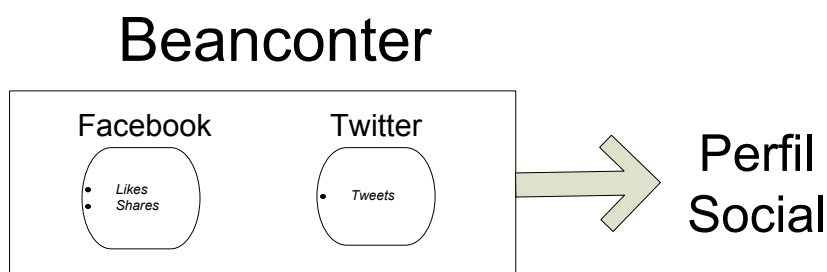 Beanconter
Facebook
Twitter
Perfil
Social
• Likes
• Shares
• Tweets